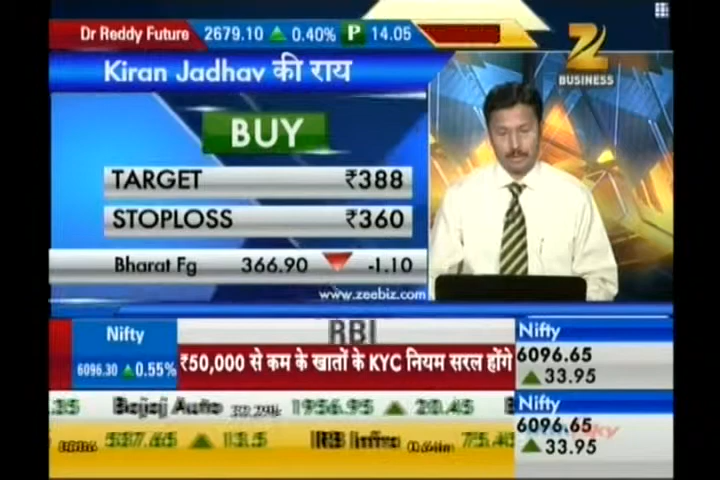 Dr Reddy Future 2679.10 ▲ 0.40% P 14.05
Z
BUSINESS
Kiran Jadhav की राय
BUY
TARGET ₹388
STOPLOSS ₹360
Bharat Fg 366.90 ▼ -1.10
www.zeebiz.com
Nifty
6096.30 ▲ 0.55%
RBI
₹50,000 से कम के खातों के KYC नियम सरल होंगे
Nifty
6096.65
▲ 33.95
Bajaj Auto 1956.95 ▲ 20.45
Nifty
6096.65
▲ 33.95
537.65 ▲ 13.5 IRB Infra 75.40